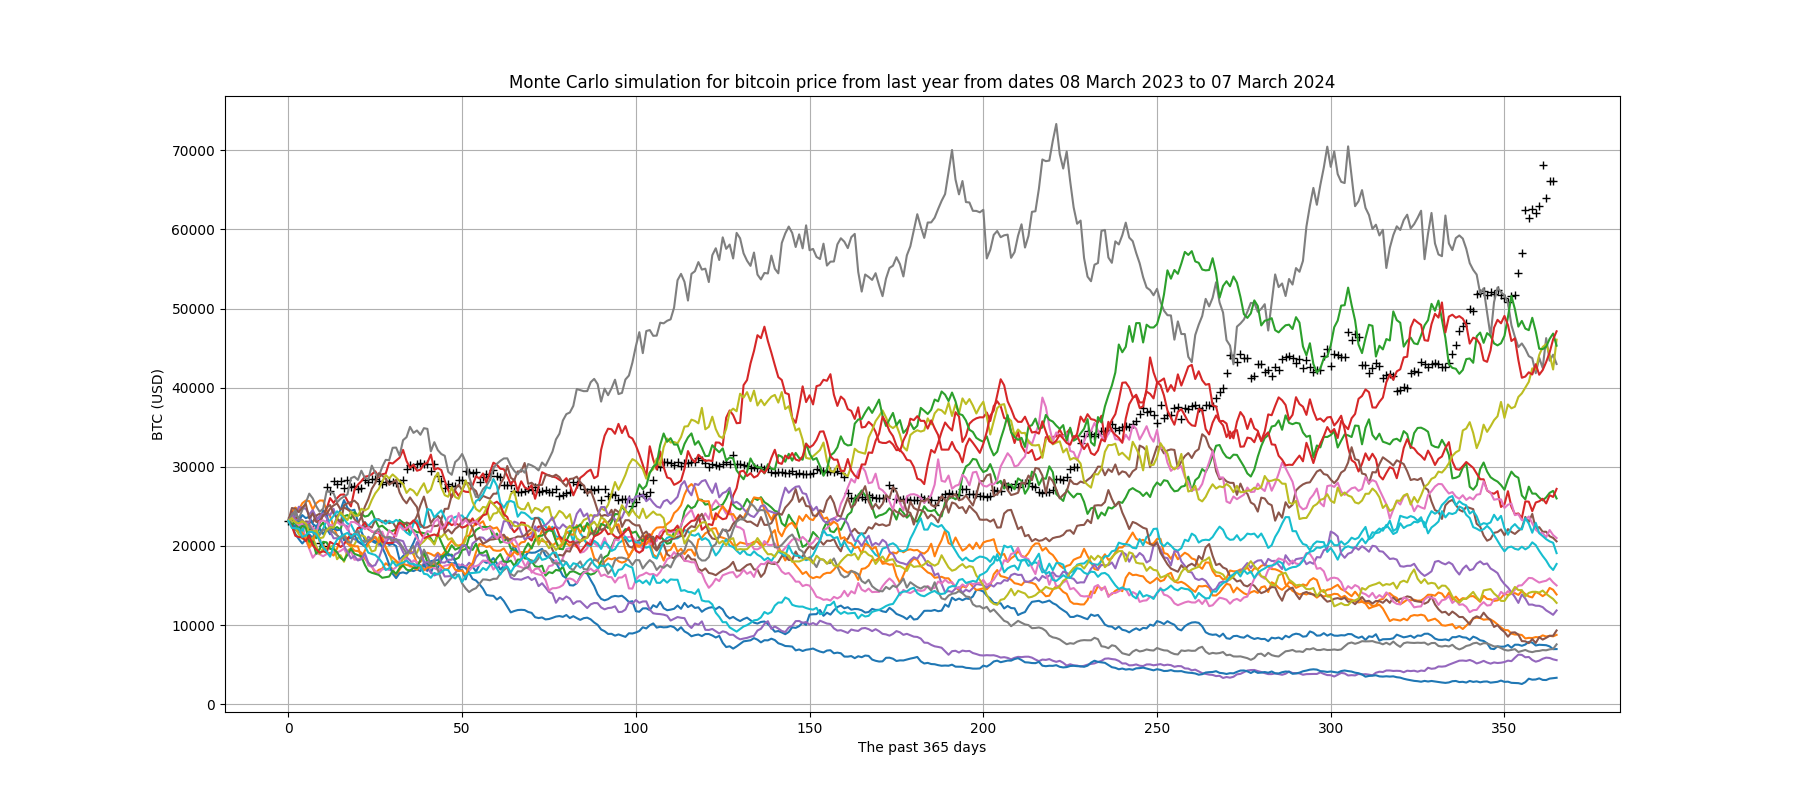 Monte Carlo simulation for bitcoin price from last year from dates 08 March 2023 to 07 March 2024
70000
60000
50000
40000
30000
20000
10000
0
BTC (USD)
0 50 100 150 200 250 300 350
The past 365 days